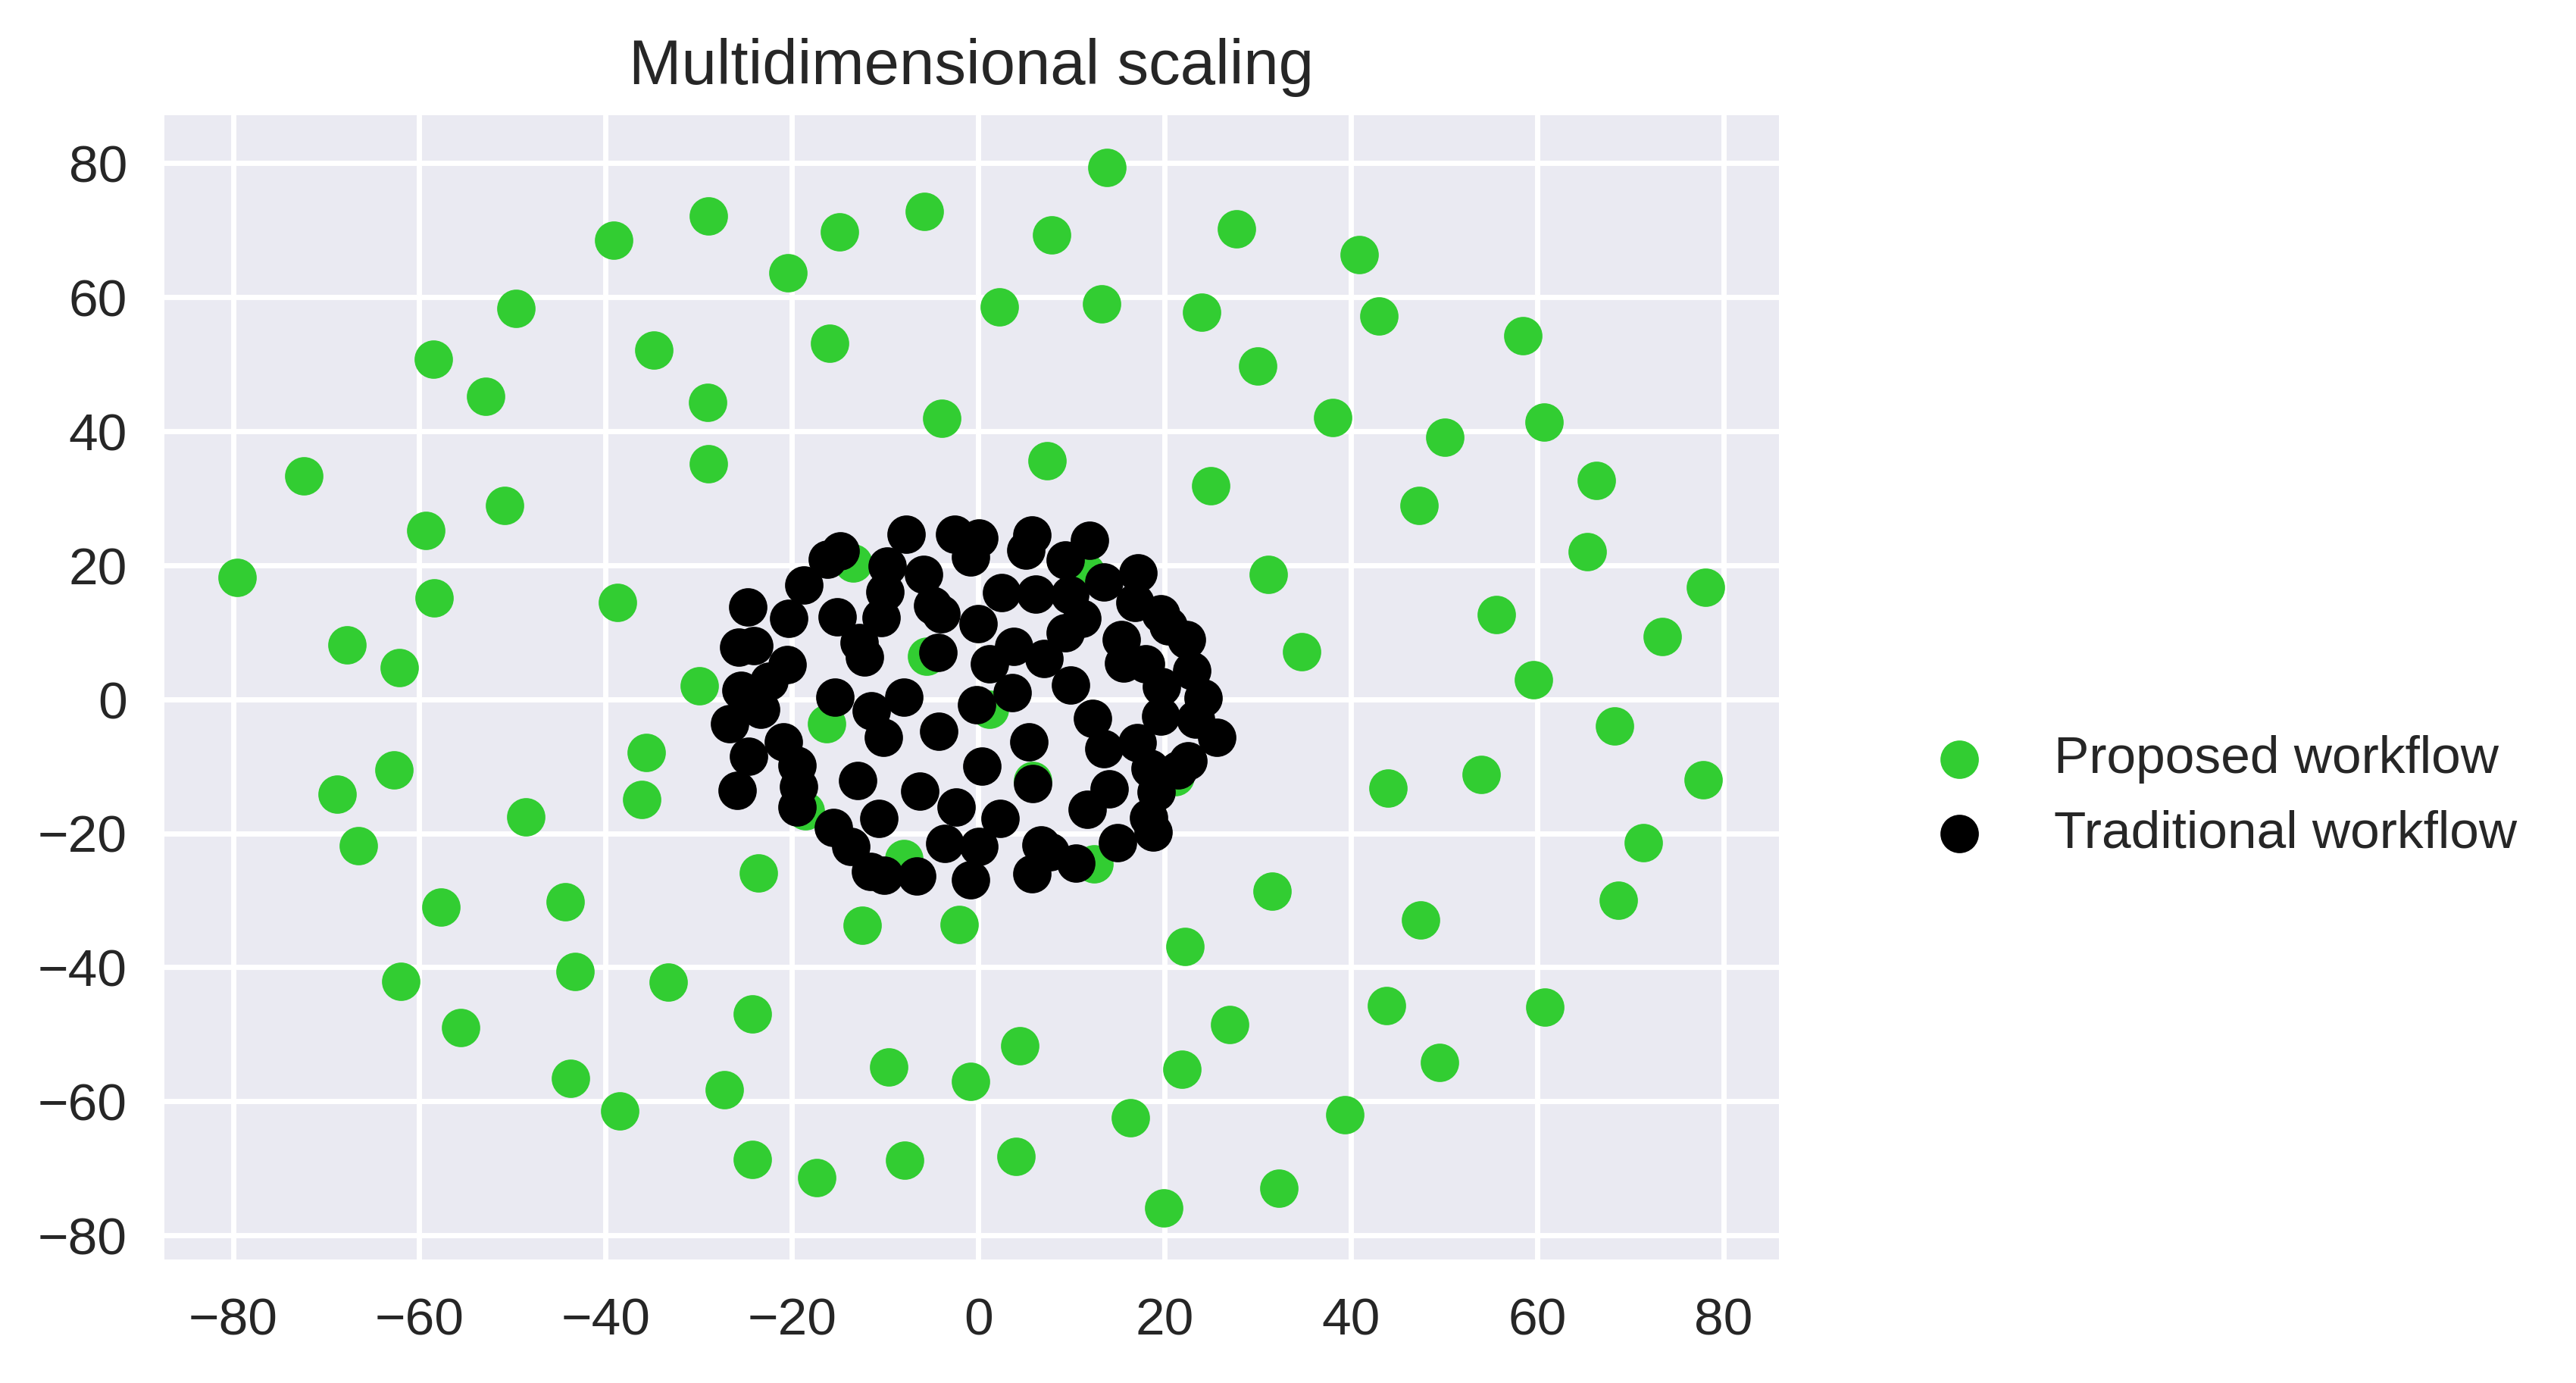 Multidimensional scaling
80
60
40
20
0
−20
−40
−60
−80
−80 −60 −40 −20 0 20 40 60 80
Proposed workflow
Traditional workflow